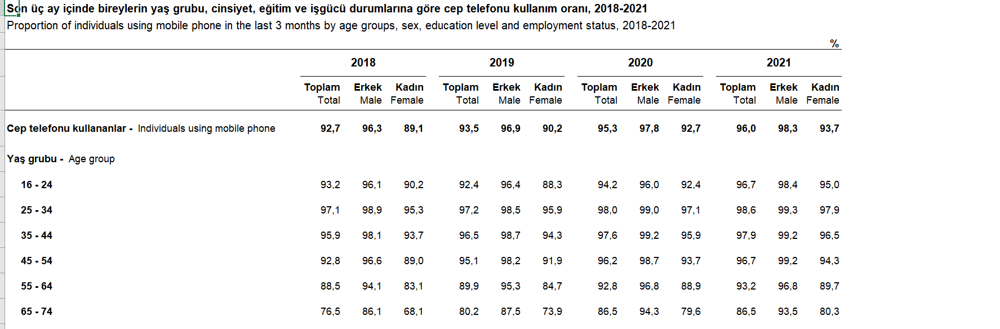 Son üç ay içinde bireylerin yaş grubu, cinsiyet, eğitim ve işgücü durumlarına göre cep telefonu kullanım oranı, 2018-2021
Proportion of individuals using mobile phone in the last 3 months by age groups, sex, education level and employment status, 2018-2021
%
2018 2019 2020 2021
Toplam Erkek Kadın Toplam Erkek Kadın Toplam Erkek Kadın Toplam Erkek Kadın
Total Male Female Total Male Female Total Male Female Total Male Female
Cep telefonu kullananlar - Individuals using mobile phone 92,7 96,3 89,1 93,5 96,9 90,2 95,3 97,8 92,7 96,0 98,3 93,7
Yaş grubu - Age group
16 - 24 93,2 96,1 90,2 92,4 96,4 88,3 94,2 96,0 92,4 96,7 98,4 95,0
25 - 34 97,1 98,9 95,3 97,2 98,5 95,9 98,0 99,0 97,1 98,6 99,3 97,9
35 - 44 95,9 98,1 93,7 96,5 98,7 94,3 97,6 99,2 95,9 97,9 99,2 96,5
45 - 54 92,8 96,6 89,0 95,1 98,2 91,9 96,2 98,7 93,7 96,7 99,2 94,3
55 - 64 88,5 94,1 83,1 89,9 95,3 84,7 92,8 96,8 88,9 93,2 96,8 89,7
65 - 74 76,5 86,1 68,1 80,2 87,5 73,9 86,5 94,3 79,6 86,5 93,5 80,3